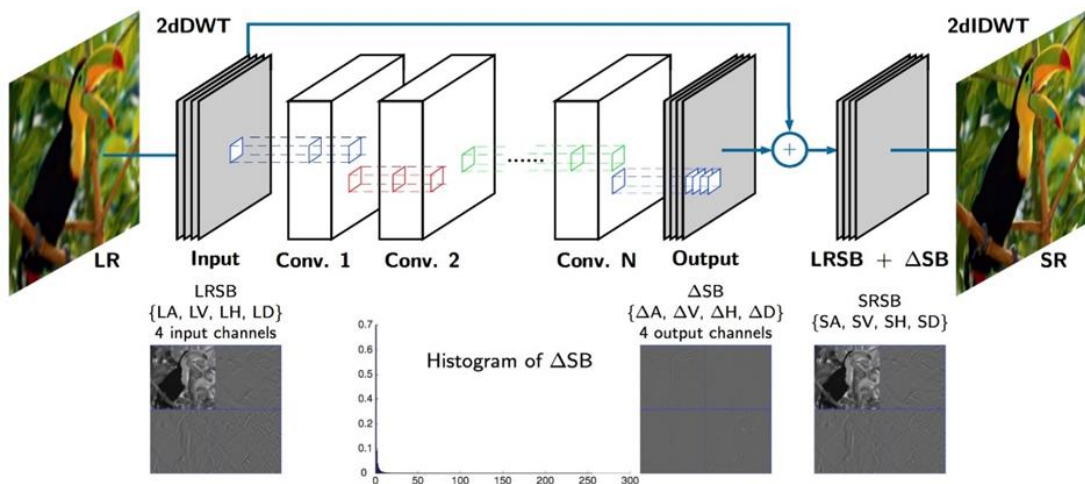 2dDWT
2dIDWT
LR
Input
Conv. 1
Conv. 2
......
Conv. N
Output
+
LRSB + ΔSB
SR
LRSB
{LA, LV, LH, LD}
4 input channels
ΔSB
{ΔA, ΔV, ΔH, ΔD}
4 output channels
SRSB
{SA, SV, SH, SD}
Histogram of ΔSB
0.7
0.6
0.5
0.4
0.3
0.2
0.1
0
0 50 100 150 200 250 300